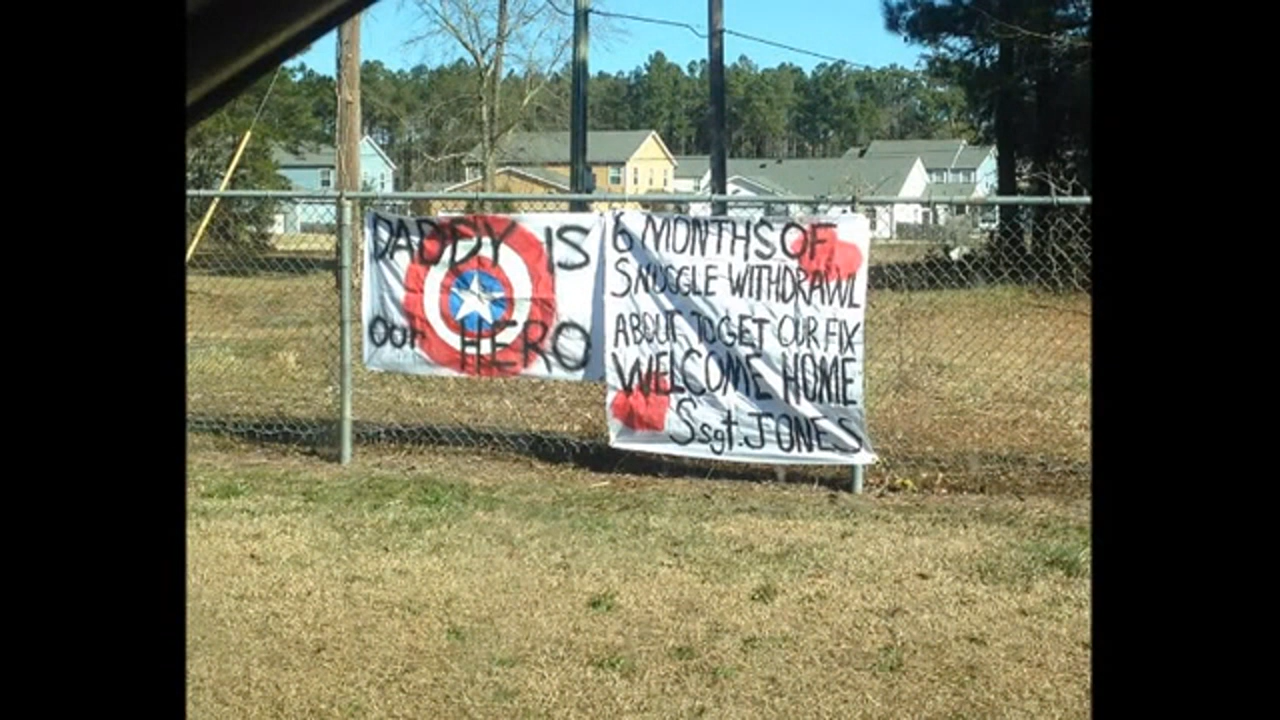 DADDY IS
our HERO
6 MONTHS OF
SNUGGLE WITHDRAWL
ABOUT TO GET OUR FIX
WELCOME HOME
Ssgt. JONES